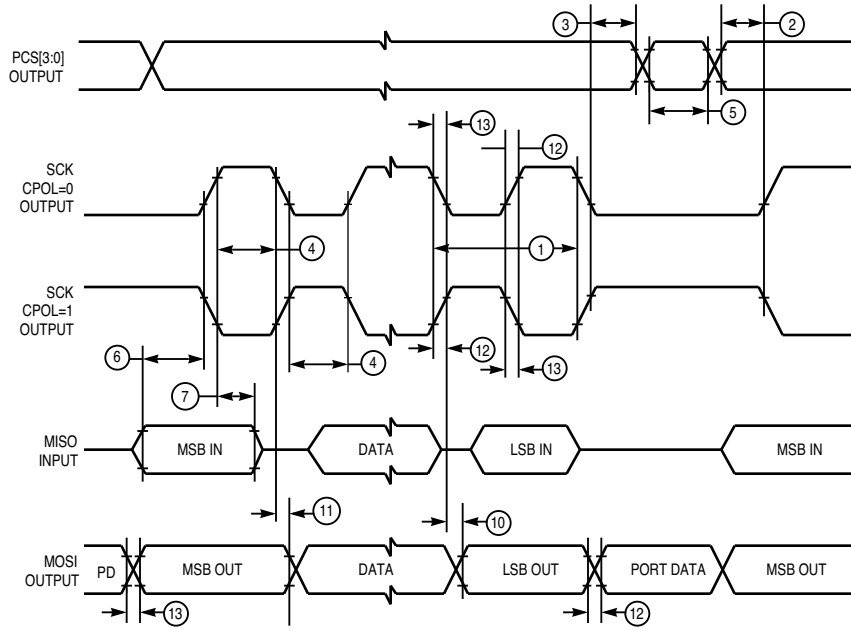 3
2
PCS[3:0]
OUTPUT
5
13
12
SCK
CPOL=0
OUTPUT
4
1
SCK
CPOL=1
OUTPUT
6
4
12
13
7
MISO
INPUT
MSB IN
DATA
LSB IN
MSB IN
11
10
MOSI
OUTPUT
PD
MSB OUT
DATA
LSB OUT
PORT DATA
MSB OUT
13
12